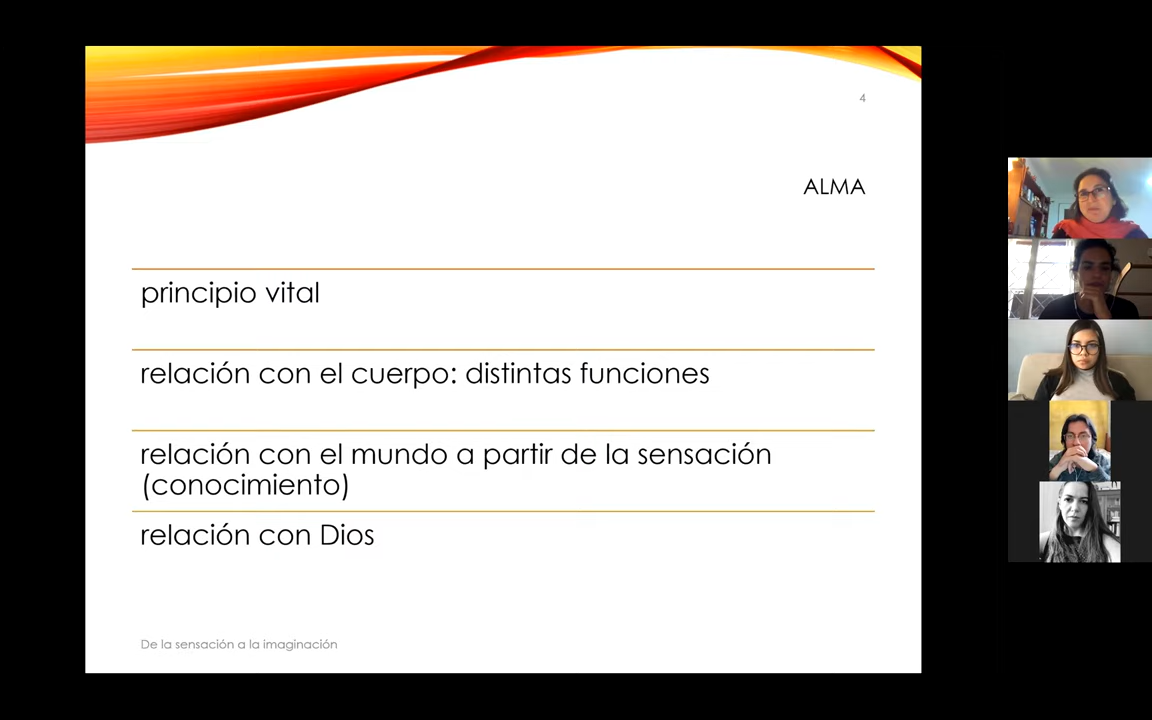 4
ALMA
principio vital
relación con el cuerpo: distintas funciones
relación con el mundo a partir de la sensación
(conocimiento)
relación con Dios
De la sensación a la imaginación